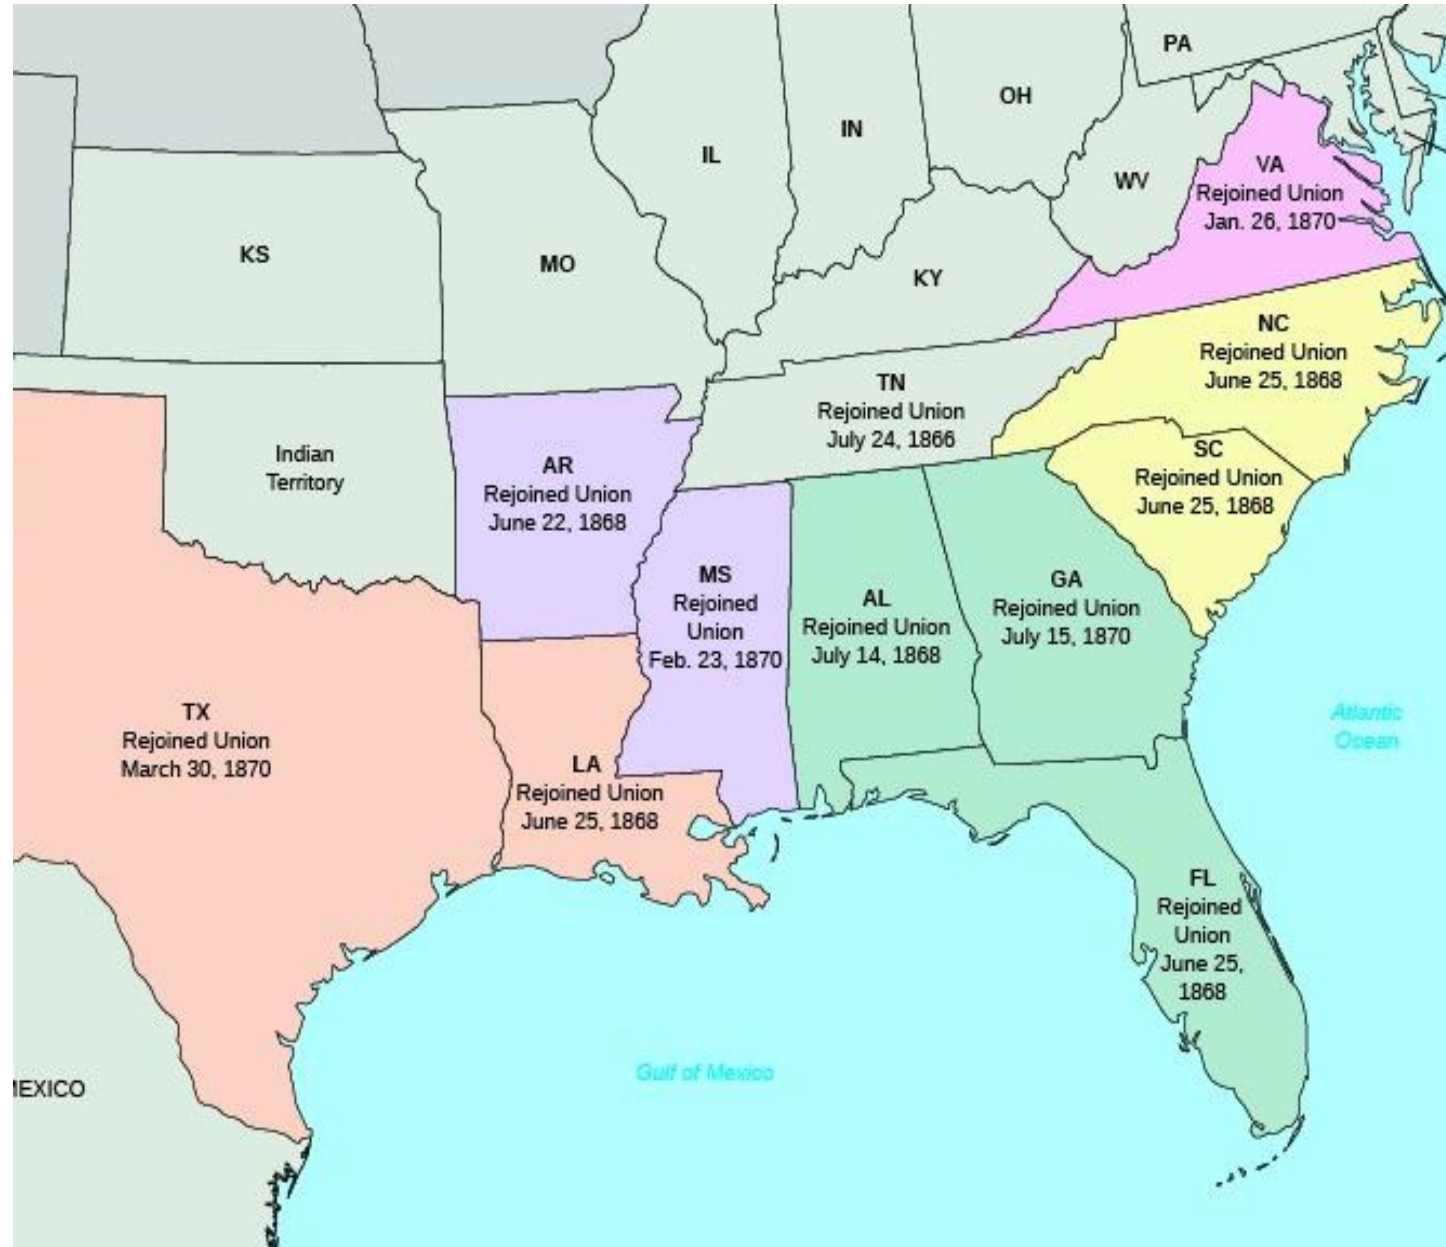 PA
OH
IN
IL
VA
Rejoined Union
Jan. 26, 1870
WV
KS
MO
KY
NC
Rejoined Union
June 25, 1868
TN
Rejoined Union
July 24, 1866
Indian
Territory
AR
Rejoined Union
June 22, 1868
SC
Rejoined Union
June 25, 1868
MS
Rejoined
Union
Feb. 23, 1870
AL
Rejoined Union
July 14, 1868
GA
Rejoined Union
July 15, 1870
TX
Rejoined Union
March 30, 1870
LA
Rejoined Union
June 25, 1868
Atlantic
Ocean
FL
Rejoined
Union
June 25,
1868
Gulf of Mexico
MEXICO